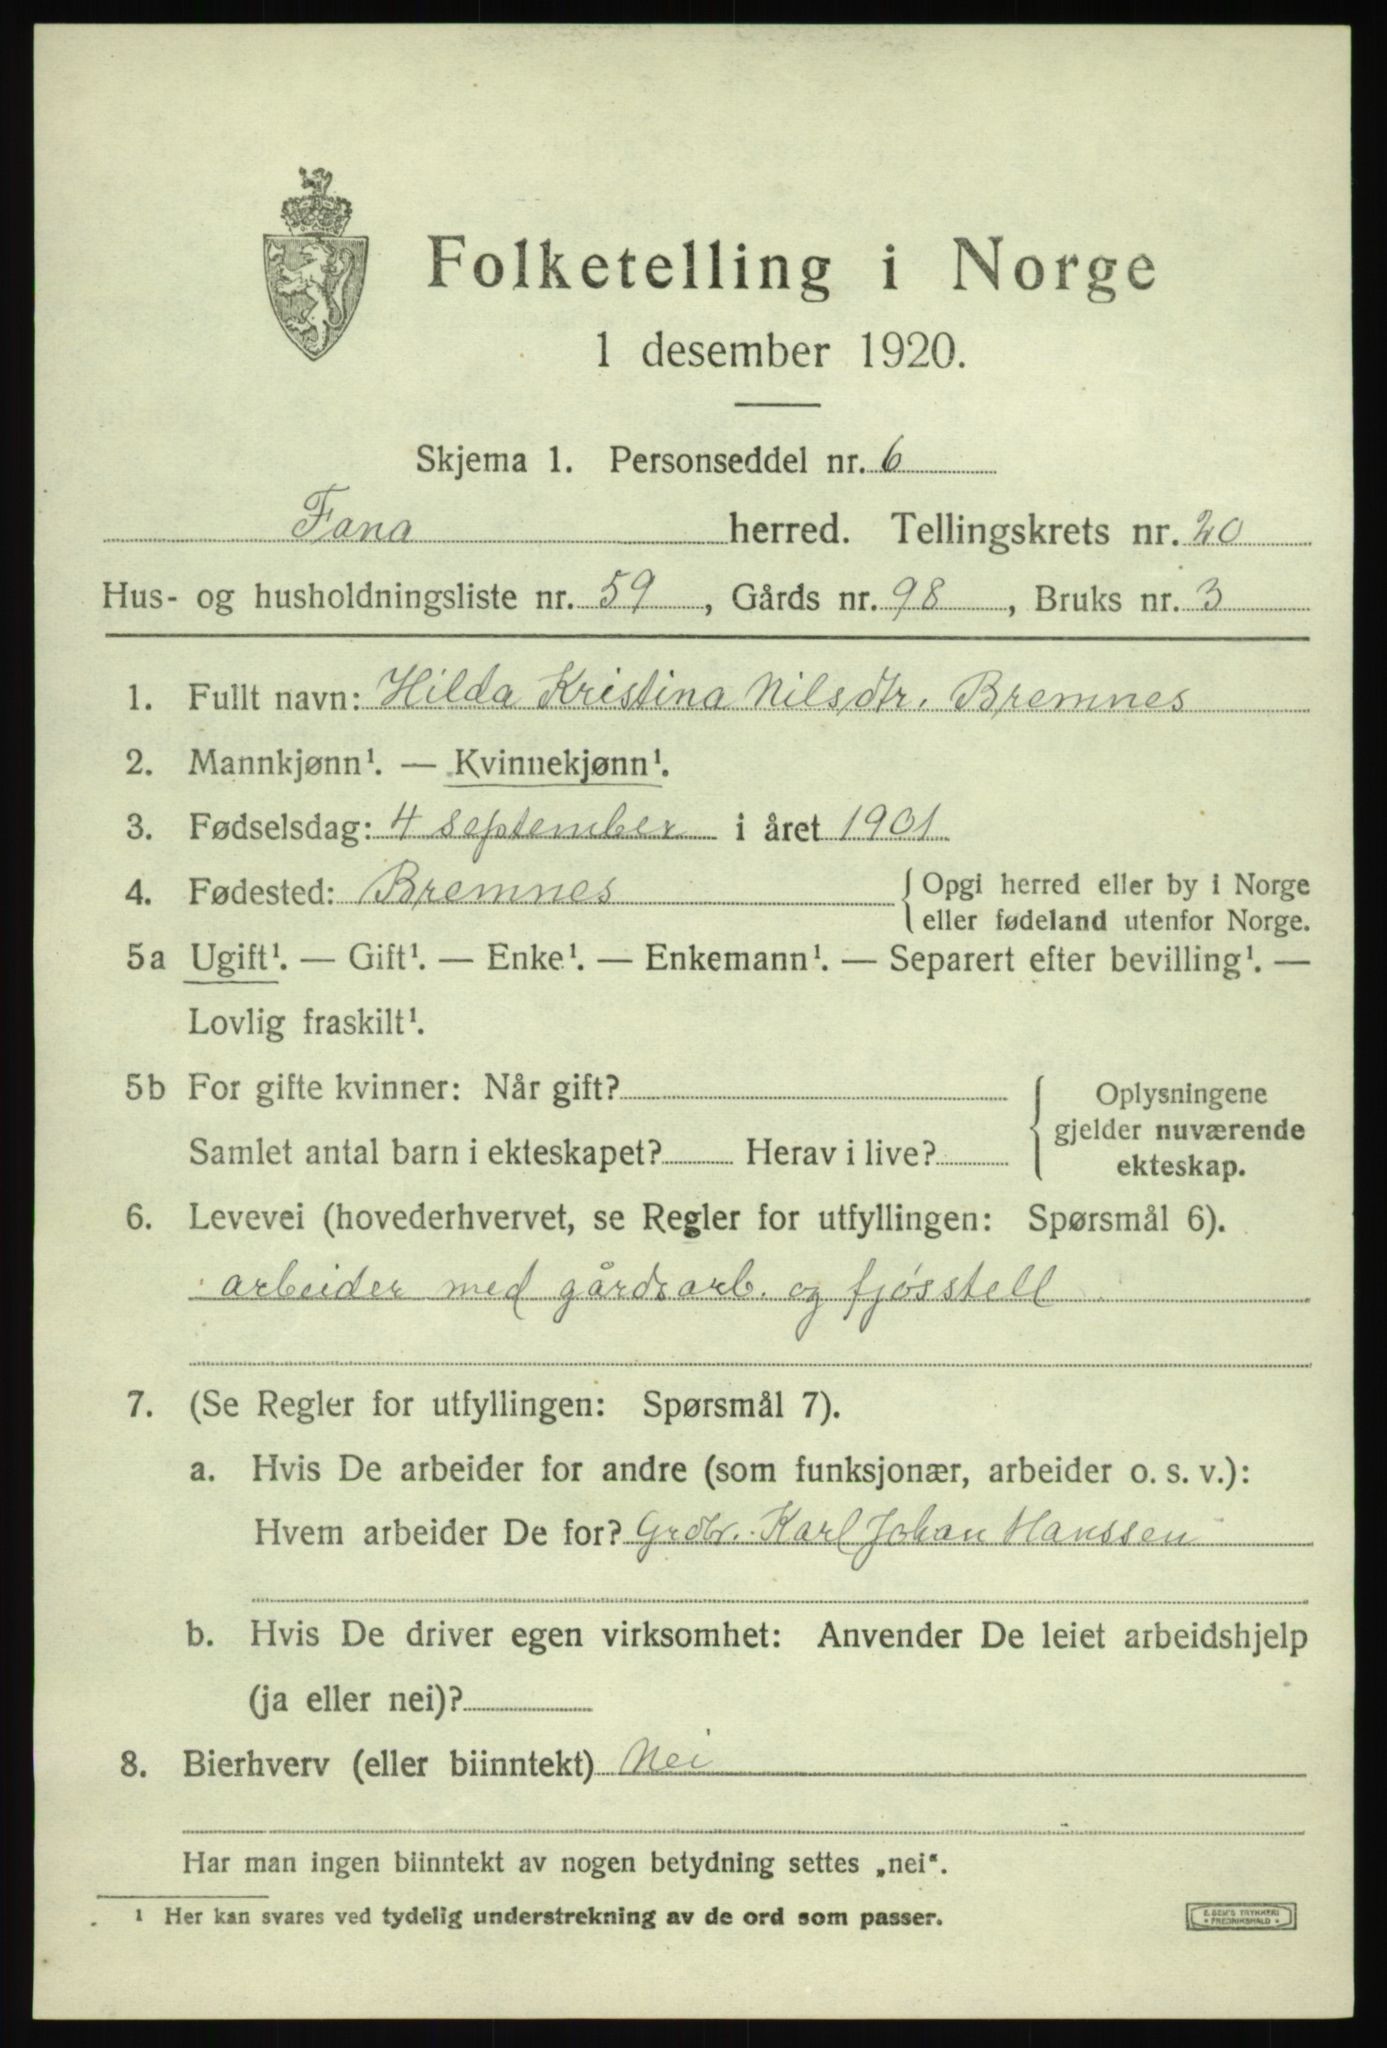 Folketelling i Norge
1 desember 1920.
Skjema 1. Personseddel nr. 6
Fana herred. Tellingskrets nr. 20
Hus- og husholdningsliste nr. 59, Gårds nr. 98, Bruks nr. 3
1. Fullt navn: Hilda Kristina Nilsdtr. Bremnes
2. Mannkjønn¹. — Kvinnekjønn¹.
3. Fødselsdag: 4 september i året 1901
4. Fødested: Bremnes { Opgi herred eller by i Norge
eller fødeland utenfor Norge.
5a Ugift¹. — Gift¹. — Enke¹. — Enkemann¹. — Separert efter bevilling¹. —
Lovlig fraskilt¹.
5b For gifte kvinner: Når gift?
Samlet antal barn i ekteskapet? Herav i live?
{ Oplysningene
gjelder nuværende
ekteskap.
6. Levevei (hovederhvervet, se Regler for utfyllingen: Spørsmål 6).
arbeider med gårdsarb. og fjøsstell
7. (Se Regler for utfyllingen: Spørsmål 7).
a. Hvis De arbeider for andre (som funksjonær, arbeider o. s. v.):
Hvem arbeider De for? Grdbr. Karl Johan Hanssen
b. Hvis De driver egen virksomhet: Anvender De leiet arbeidshjelp
(ja eller nei)?
8. Bierhverv (eller biinntekt) Nei
Har man ingen biinntekt av nogen betydning settes „nei“.
¹ Her kan svares ved tydelig understrekning av de ord som passer.
E. SEM'S TRYKKERI
* FREDRIKSHALD *